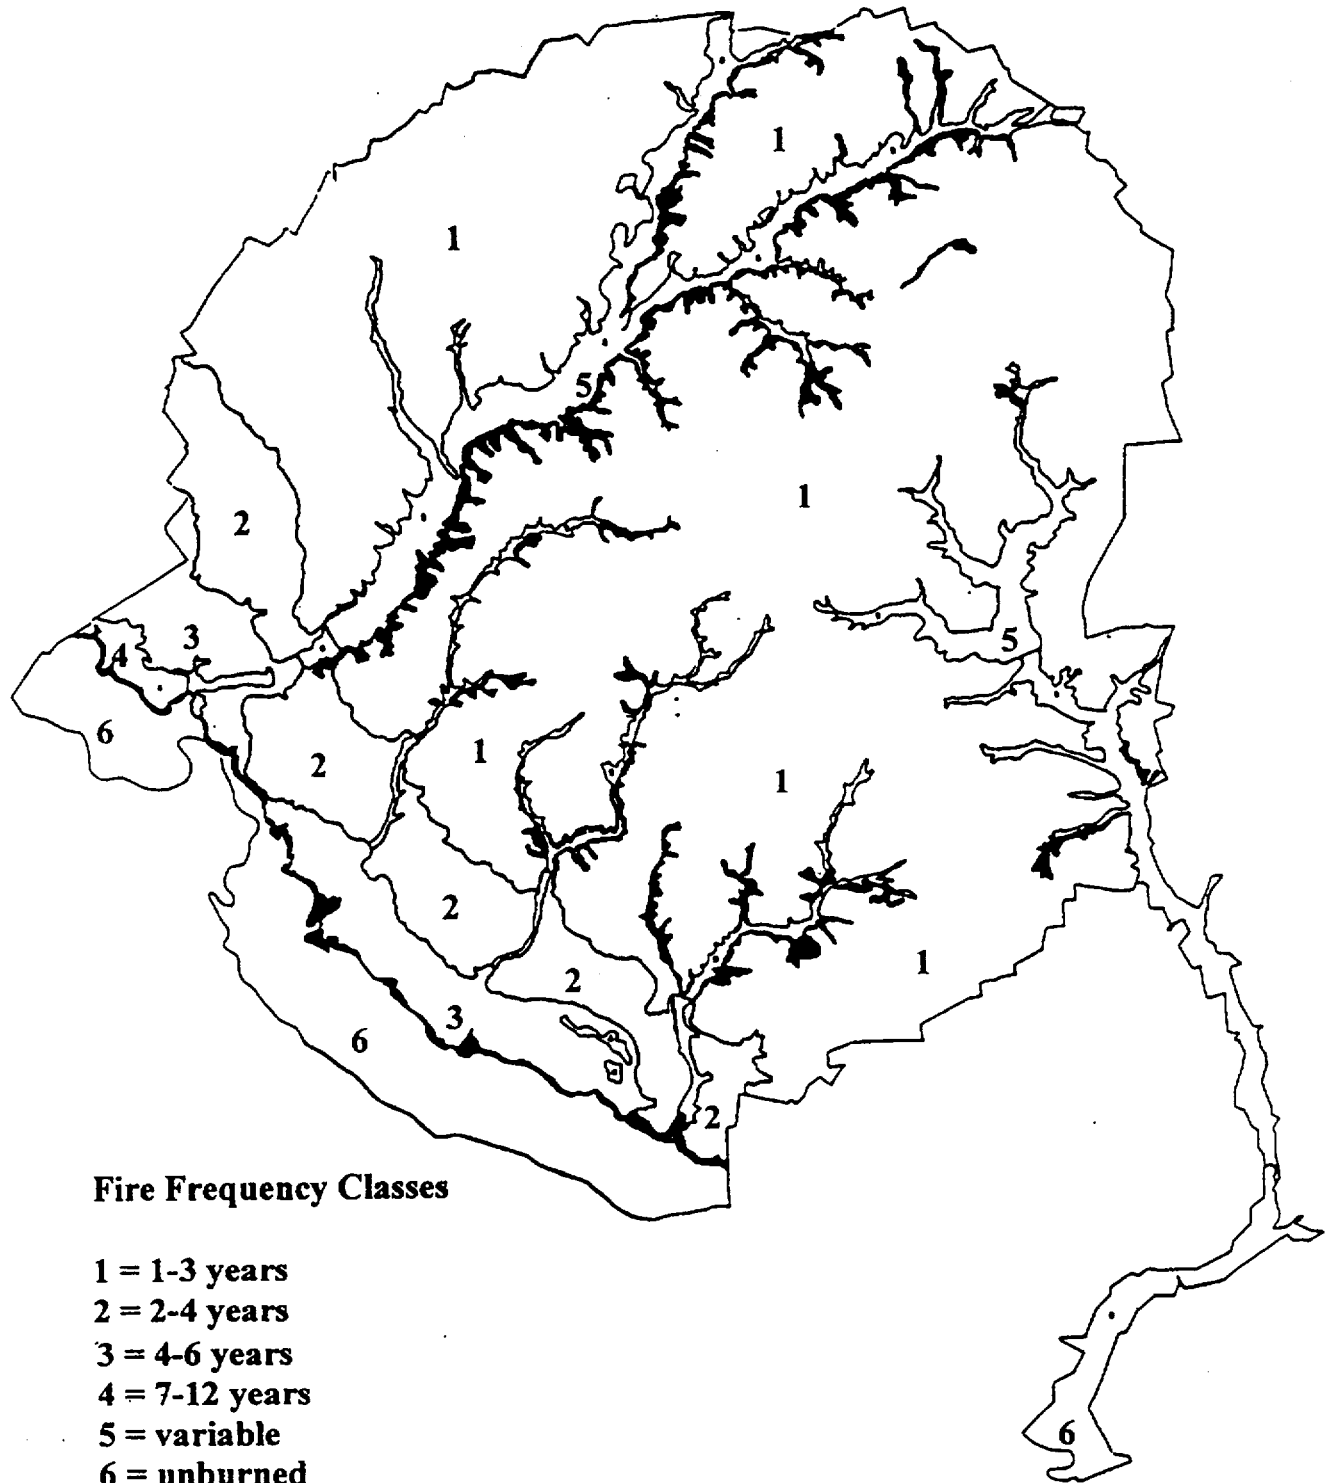 1
1
5
2
1
3
4
5
6
2
1
1
2
2
1
3
6
2
Fire Frequency Classes
1 = 1-3 years
2 = 2-4 years
3 = 4-6 years
4 = 7-12 years
5 = variable
6 = unburned
6